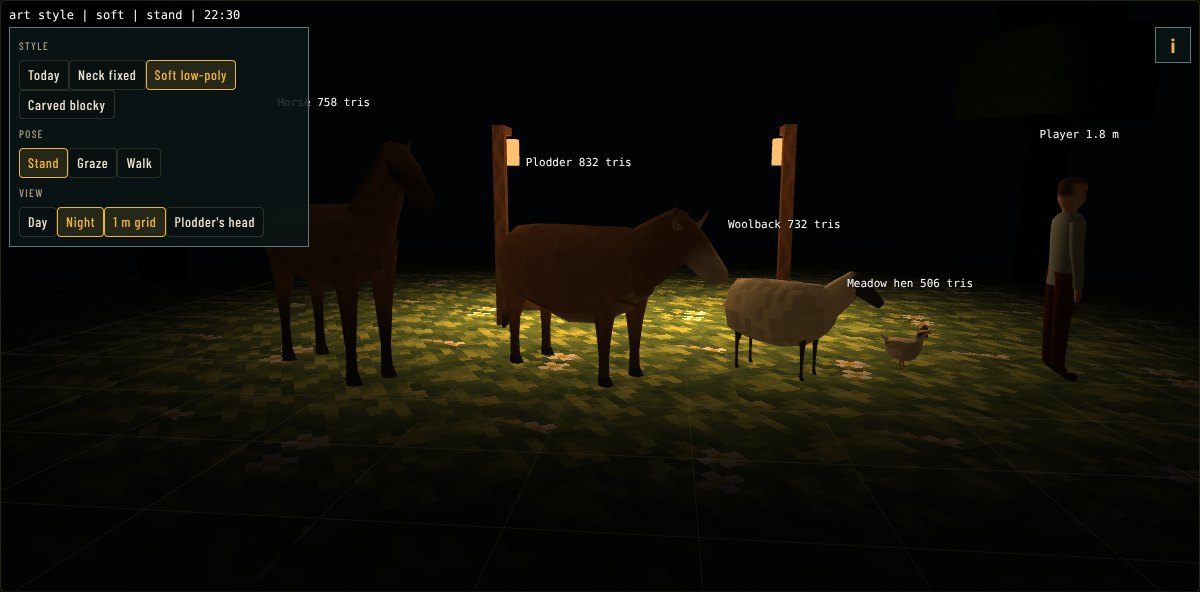 art style | soft | stand | 22:30
STYLE
Today Neck fixed Soft low-poly
Carved blocky
POSE
Stand Graze Walk
VIEW
Day Night 1 m grid Plodder's head
i
Horse 758 tris
Plodder 832 tris
Woolback 732 tris
Meadow hen 506 tris
Player 1.8 m